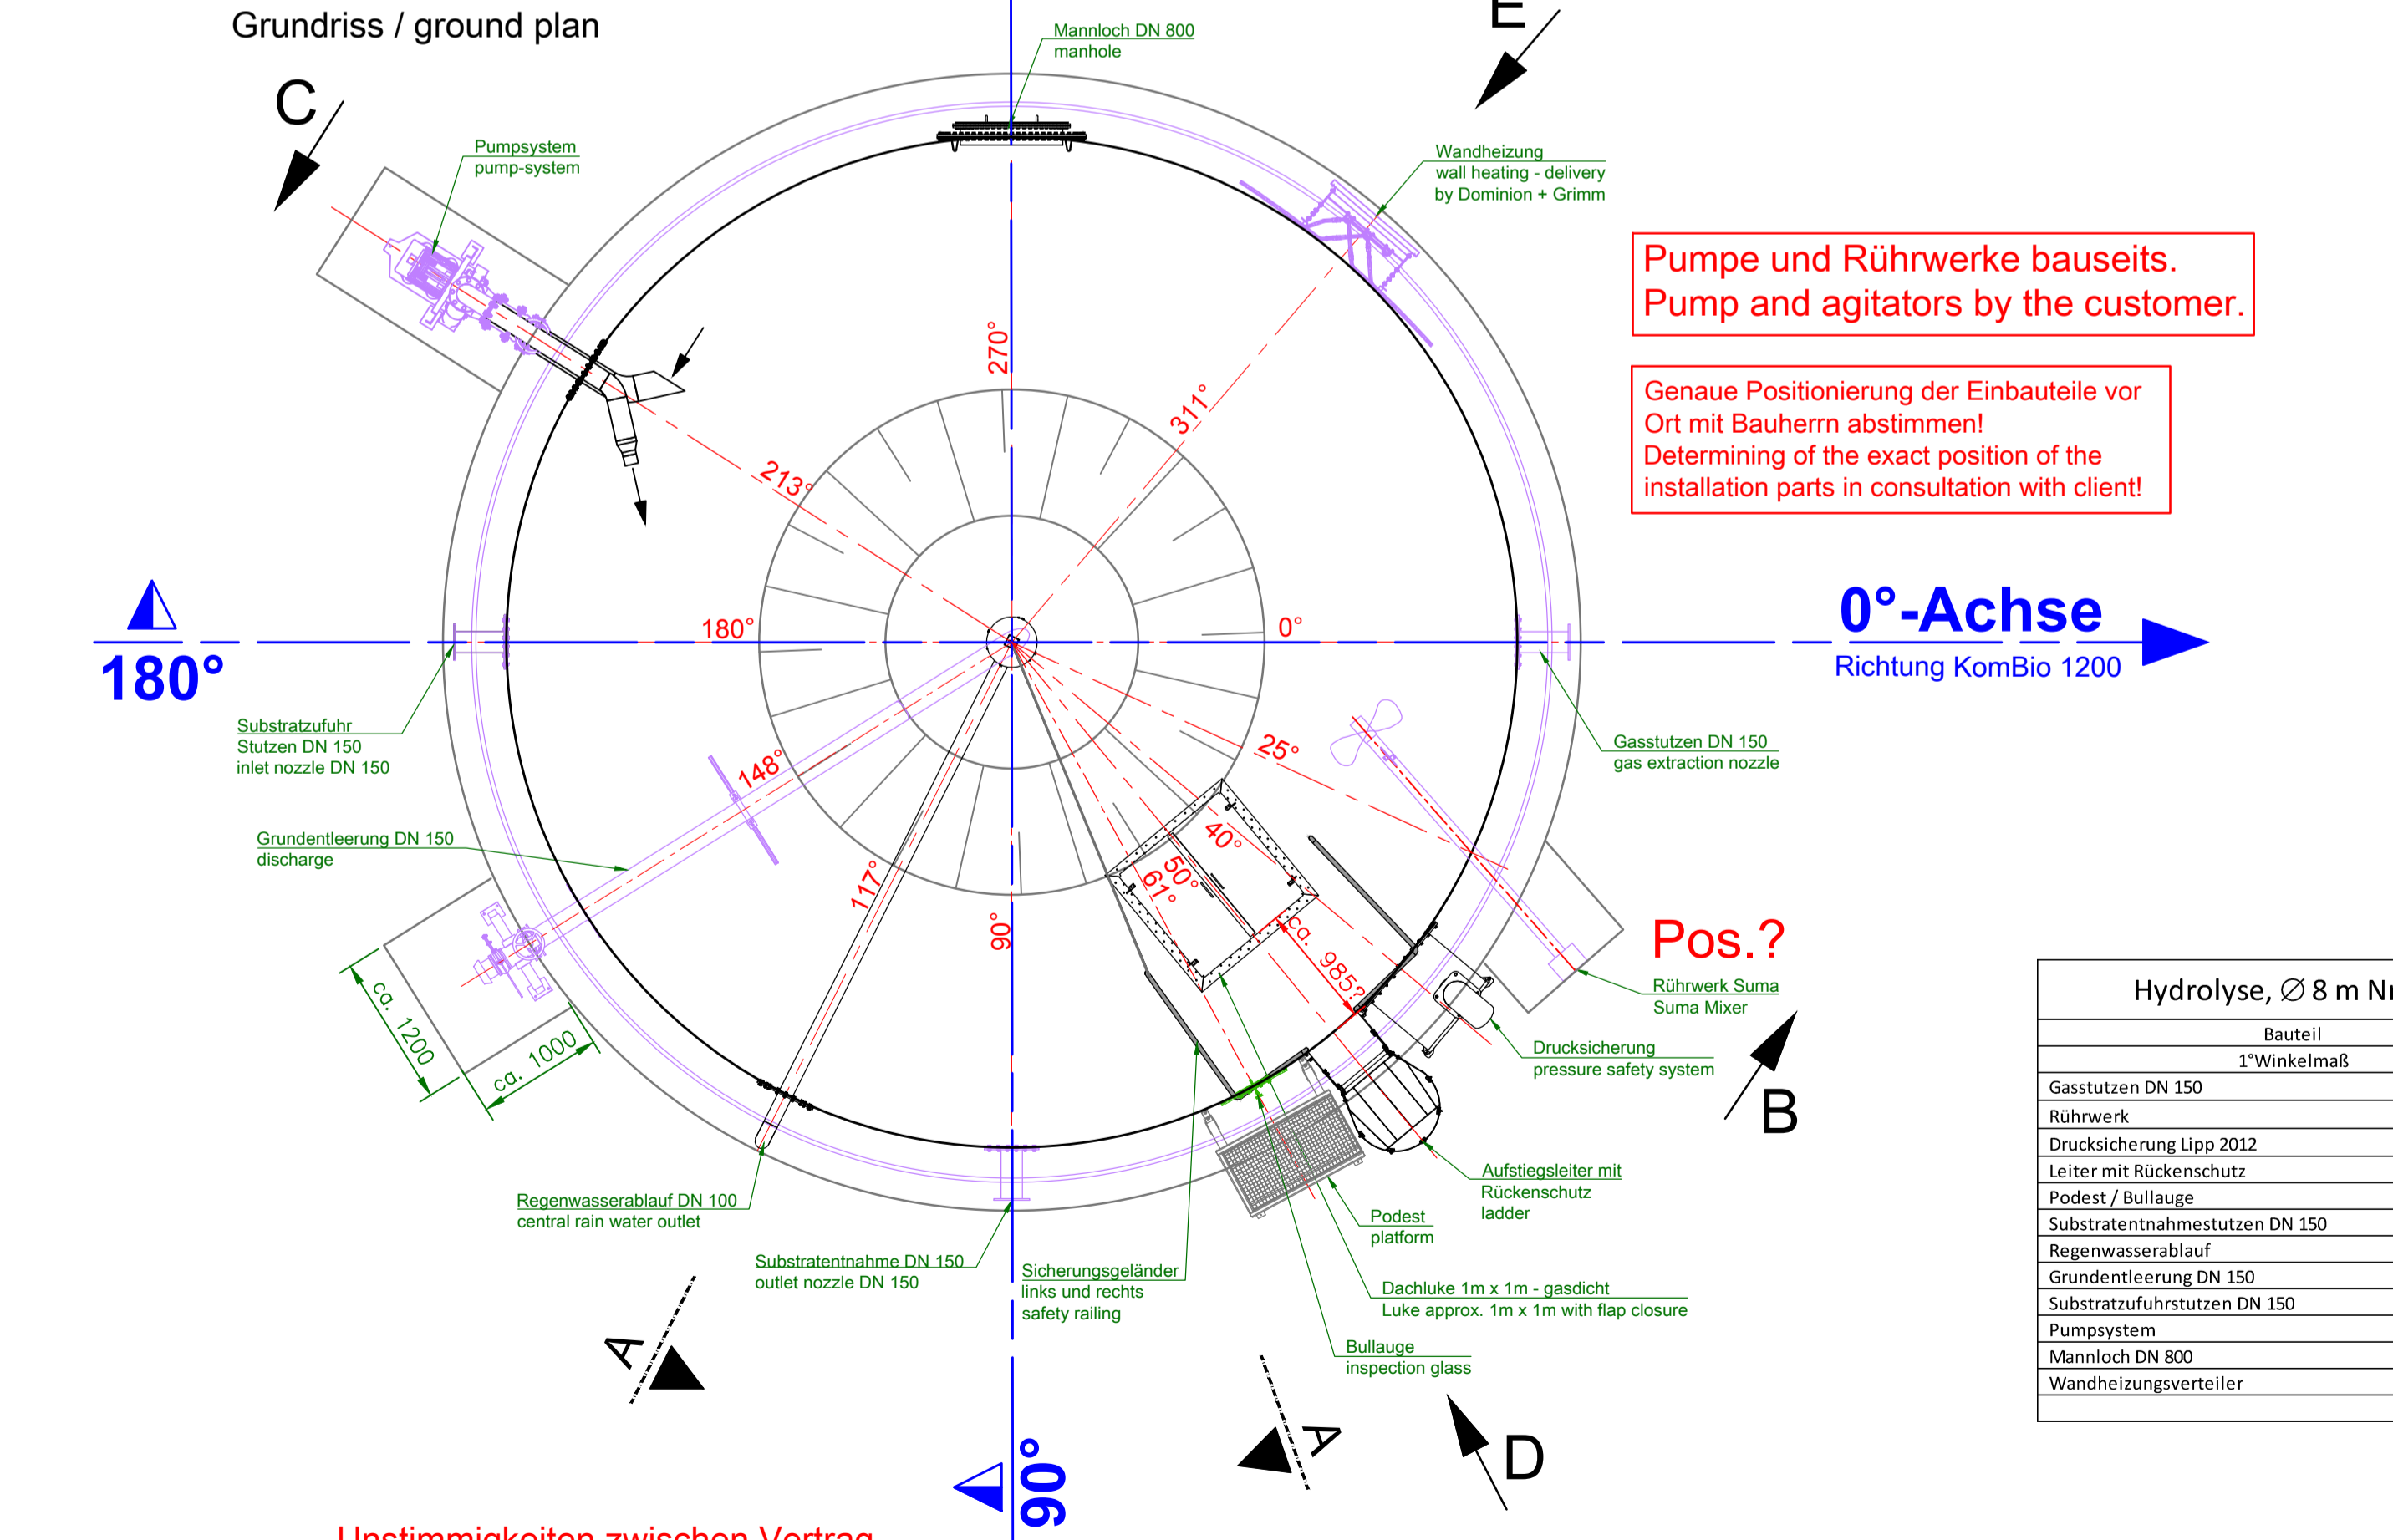 Grundriss / ground plan
E
Mannloch DN 800
manhole
C
Pumpsystem
pump-system
Wandheizung
wall heating - delivery
by Dominion + Grimm
Pumpe und Rührwerke bauseits.
Pump and agitators by the customer.
Genaue Positionierung der Einbauteile vor
Ort mit Bauherrn abstimmen!
Determining of the exact position of the
installation parts in consultation with client!
270°
311°
213°
180°
0°
0°-Achse
Richtung KomBio 1200
180°
Substratzufuhr
Stutzen DN 150
inlet nozzle DN 150
Gasstutzen DN 150
gas extraction nozzle
148°
25°
Grundentleerung DN 150
discharge
117°
90°
40°
50°
61°
ca. 985?
Pos.?
Rührwerk Suma
Suma Mixer
ca. 1200
ca. 1000
Drucksicherung
pressure safety system
B
Aufstiegsleiter mit
Rückenschutz
ladder
Regenwasserablauf DN 100
central rain water outlet
Podest
platform
Substratentnahme DN 150
outlet nozzle DN 150
Sicherungsgeländer
links und rechts
safety railing
Dachluke 1m x 1m - gasdicht
Luke approx. 1m x 1m with flap closure
Bullauge
inspection glass
A
A
D
90°
Hydrolyse, ∅ 8 m Nr
Bauteil
1°Winkelmaß
Gasstutzen DN 150
Rührwerk
Drucksicherung Lipp 2012
Leiter mit Rückenschutz
Podest / Bullauge
Substratentnahmestutzen DN 150
Regenwasserablauf
Grundentleerung DN 150
Substratzufuhrstutzen DN 150
Pumpsystem
Mannloch DN 800
Wandheizungsverteiler
Unstimmigkeiten zwischen Vertrag